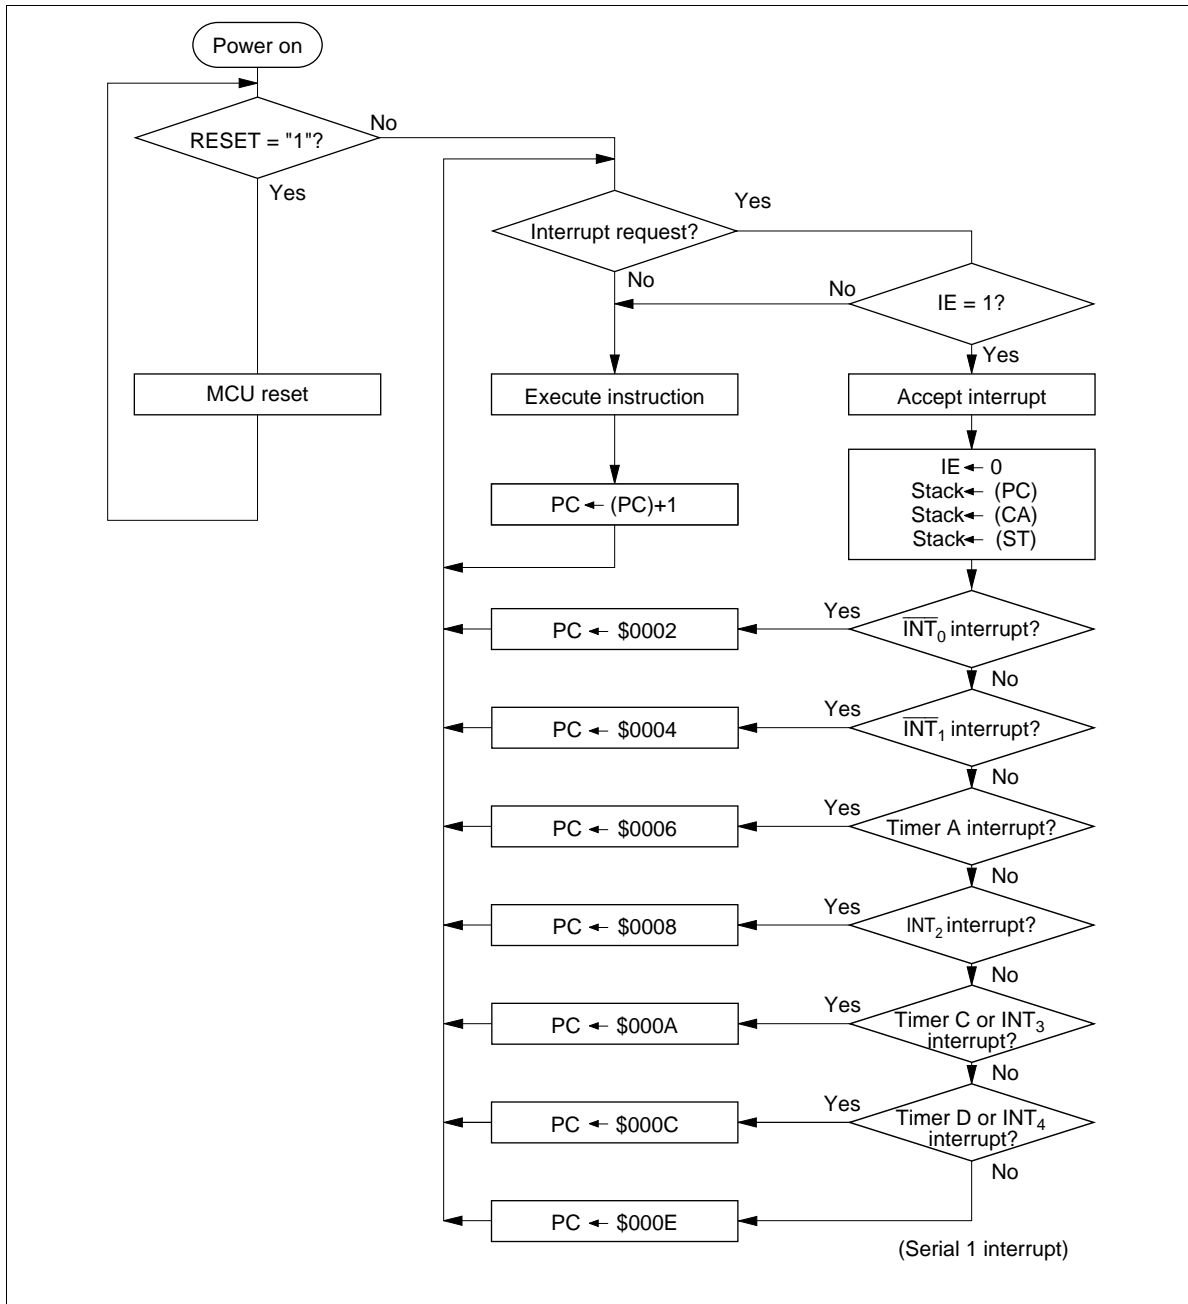 Power on
RESET = "1"?
No
Yes
MCU reset
Interrupt request?
Yes
No
IE = 1?
No
Yes
Execute instruction
Accept interrupt
PC ← (PC)+1
IE ← 0
Stack ← (PC)
Stack ← (CA)
Stack ← (ST)
PC ← $0002
Yes
I̅N̅T̅₀ interrupt?
No
PC ← $0004
Yes
I̅N̅T̅₁ interrupt?
No
PC ← $0006
Yes
Timer A interrupt?
No
PC ← $0008
Yes
INT₂ interrupt?
No
PC ← $000A
Yes
Timer C or INT₃
interrupt?
No
PC ← $000C
Yes
Timer D or INT₄
interrupt?
No
PC ← $000E
(Serial 1 interrupt)